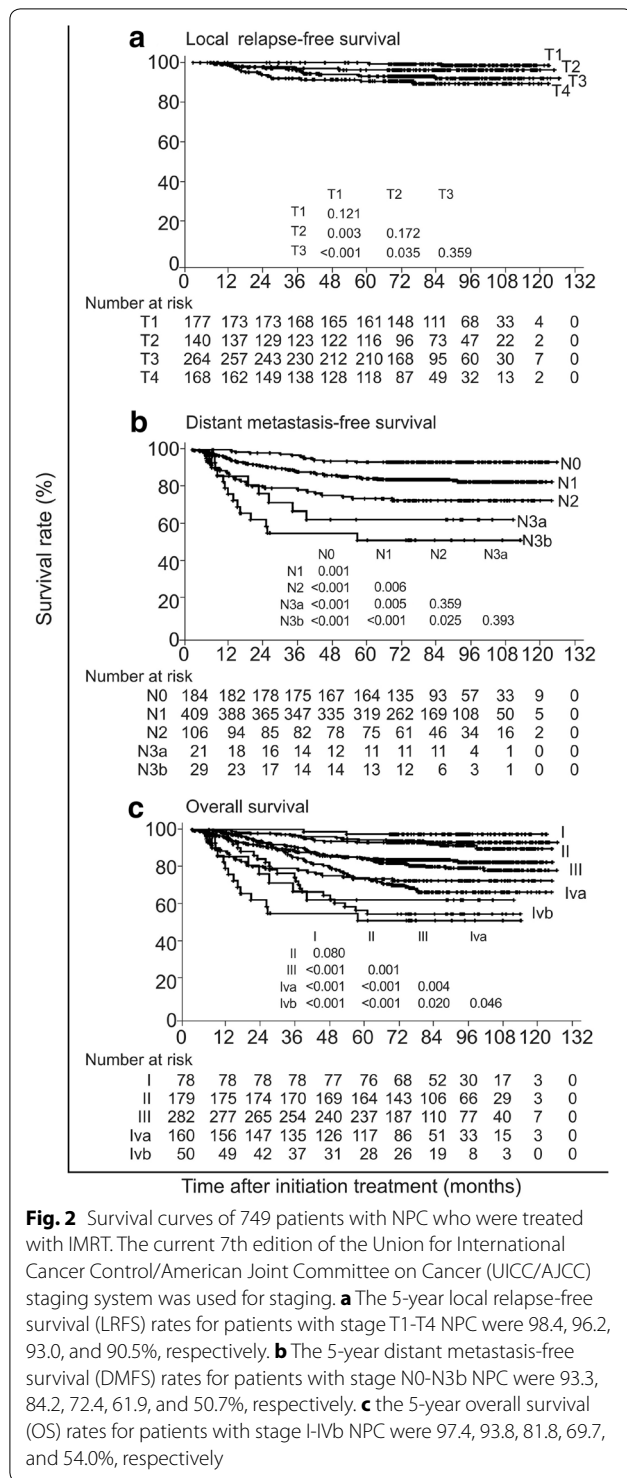 a
Local relapse-free survival
100
80
60
40
20
0
T1
T2
T3
T4
T1 T2 T3
T1 0.121
T2 0.003 0.172
T3 <0.001 0.035 0.359
12 24 36 48 60 72 84 96 108 120 132
Number at risk
T1 177 173 173 168 165 161 148 111 68 33 4 0
T2 140 137 129 123 122 116 96 73 47 22 2 0
T3 264 257 243 230 212 210 168 95 60 30 7 0
T4 168 162 149 138 128 118 87 49 32 13 2 0
b
Distant metastasis-free survival
100
80
60
40
20
0
N0
N1
N2
N3a
N3b
N0 N1 N2 N3a
N1 0.001
N2 <0.001 0.006
N3a <0.001 0.005 0.359
N3b <0.001 <0.001 0.025 0.393
12 24 36 48 60 72 84 96 108 120 132
Number at risk
N0 184 182 178 175 167 164 135 93 57 33 9 0
N1 409 388 365 347 335 319 262 169 108 50 5 0
N2 106 94 85 82 78 75 61 46 34 16 2 0
N3a 21 18 16 14 12 11 11 11 4 1 0 0
N3b 29 23 17 14 14 13 12 6 3 1 0 0
c
Overall survival
100
80
60
40
20
0
I
II
III
Iva
Ivb
I II III Iva
II 0.080
III <0.001 0.001
Iva <0.001 <0.001 0.004
Ivb <0.001 <0.001 0.020 0.046
12 24 36 48 60 72 84 96 108 120 132
Number at risk
I 78 78 78 78 77 76 68 52 30 17 3 0
II 179 175 174 170 169 164 143 106 66 29 3 0
III 282 277 265 254 240 237 187 110 77 40 7 0
Iva 160 156 147 135 126 117 86 51 33 15 3 0
Ivb 50 49 42 37 31 28 26 19 8 3 0 0
Survival rate (%)
Time after initiation treatment (months)
Fig. 2 Survival curves of 749 patients with NPC who were treated
with IMRT. The current 7th edition of the Union for International
Cancer Control/American Joint Committee on Cancer (UICC/AJCC)
staging system was used for staging. a The 5-year local relapse-free
survival (LRFS) rates for patients with stage T1-T4 NPC were 98.4, 96.2,
93.0, and 90.5%, respectively. b The 5-year distant metastasis-free
survival (DMFS) rates for patients with stage N0-N3b NPC were 93.3,
84.2, 72.4, 61.9, and 50.7%, respectively. c the 5-year overall survival
(OS) rates for patients with stage I-IVb NPC were 97.4, 93.8, 81.8, 69.7,
and 54.0%, respectively